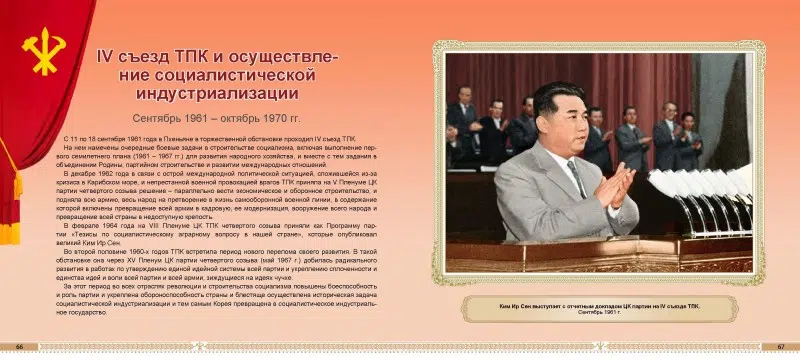 IV съезд ТПК и осуществле-
ние социалистической
индустриализации
Сентябрь 1961 – октябрь 1970 гг.
С 11 по 18 сентября 1961 года в Пхеньяне в торжественной обстановке проходил IV съезд ТПК.
На нем намечены очередные боевые задачи в строительстве социализма, включая выполнение пер-
вого семилетнего плана (1961 – 1967 гг.) для развития народного хозяйства, и вместе с тем задания в
объединении Родины, партийном строительстве и развитии международных отношений.
В декабре 1962 года в связи с острой международной политической ситуацией, сложившейся из-за
кризиса в Карибском море, и непрестанной военной провокацией врагов ТПК приняла на V Пленуме ЦК
партии четвертого созыва решение – параллельно вести экономическое и оборонное строительство, и
подняла всю армию, весь народ на претворение в жизнь самооборонной военной линии, в содержание
которой включены превращение всей армии в кадровую, ее модернизация, вооружение всего народа и
превращение всей страны в недоступную крепость.
В феврале 1964 года на VIII Пленуме ЦК ТПК четвертого созыва приняли как Программу пар-
тии «Тезисы по социалистическому аграрному вопросу в нашей стране», которые опубликовал
великий Ким Ир Сен.
Во второй половине 1960-х годов ТПК встретила период нового перелома своего развития. В такой
обстановке она через XV Пленум ЦК партии четвертого созыва (май 1967 г.) добилась радикального
развития в работах по утверждению единой идейной системы всей партии и укреплению сплоченности и
единства идей и воли всей партии и всей армии, зиждущихся на идеях чучхе.
За этот период во всех отраслях революции и строительства социализма повышены боеспособность
и роль партии и укреплена обороноспособность страны и блестяще осуществлена историческая задача
социалистической индустриализации и тем самым Корея превращена в социалистическое индустриаль-
ное государство.
66
Ким Ир Сен выступает с отчетным докладом ЦК партии на IV съезде ТПК.
Сентябрь 1961 г.
67